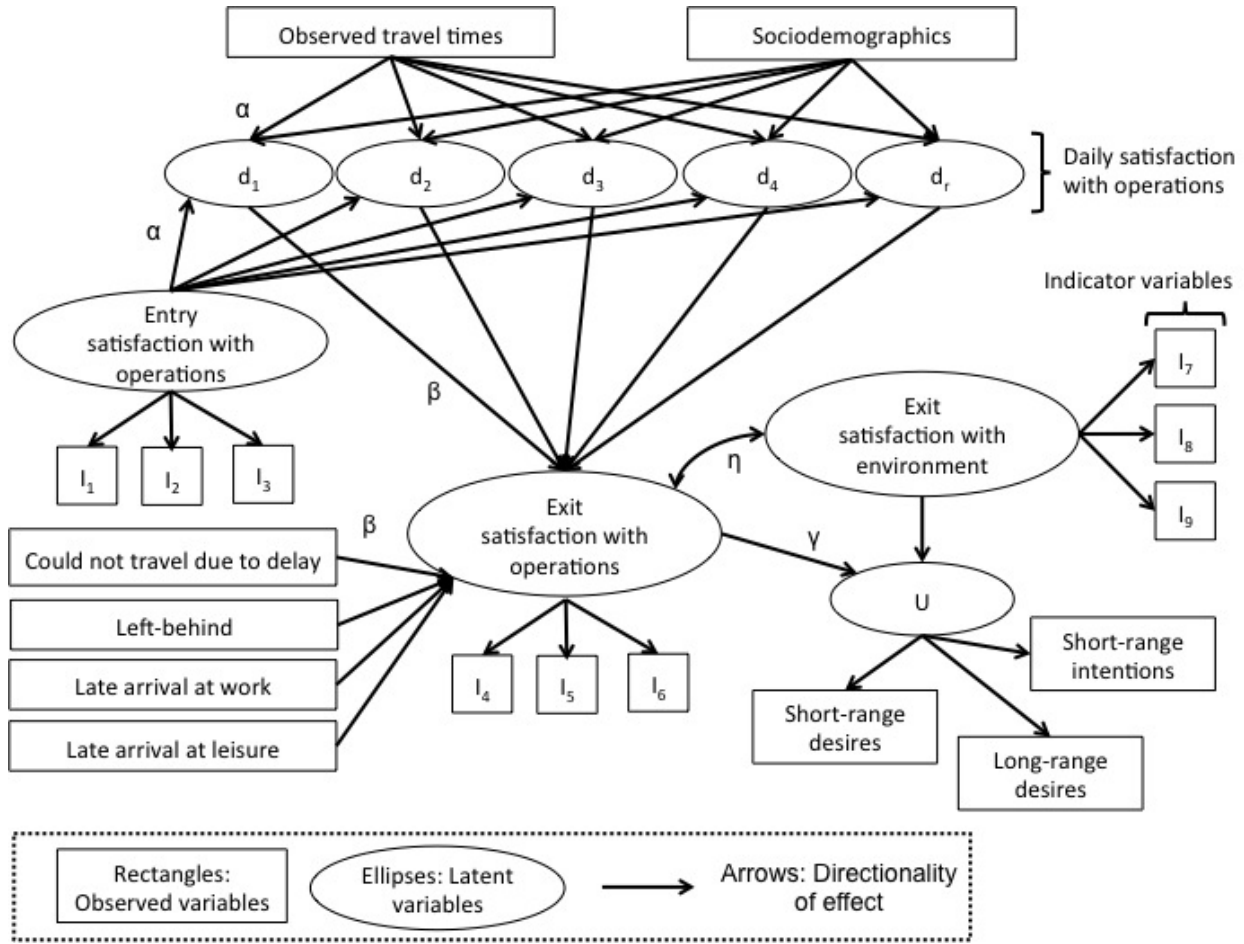 Observed travel times
Sociodemographics
α
d1
d2
d3
d4
dr
Daily satisfaction
with operations
α
Entry
satisfaction with
operations
Indicator variables
I7
β
Exit
satisfaction with
environment
I8
I1
I2
I3
η
I9
β
Exit
satisfaction with
operations
γ
Could not travel due to delay
U
Left-behind
Short-range
intentions
Late arrival at work
I4
I5
I6
Short-range
desires
Late arrival at leisure
Long-range
desires
Rectangles:
Observed variables
Ellipses: Latent
variables
Arrows: Directionality
of effect